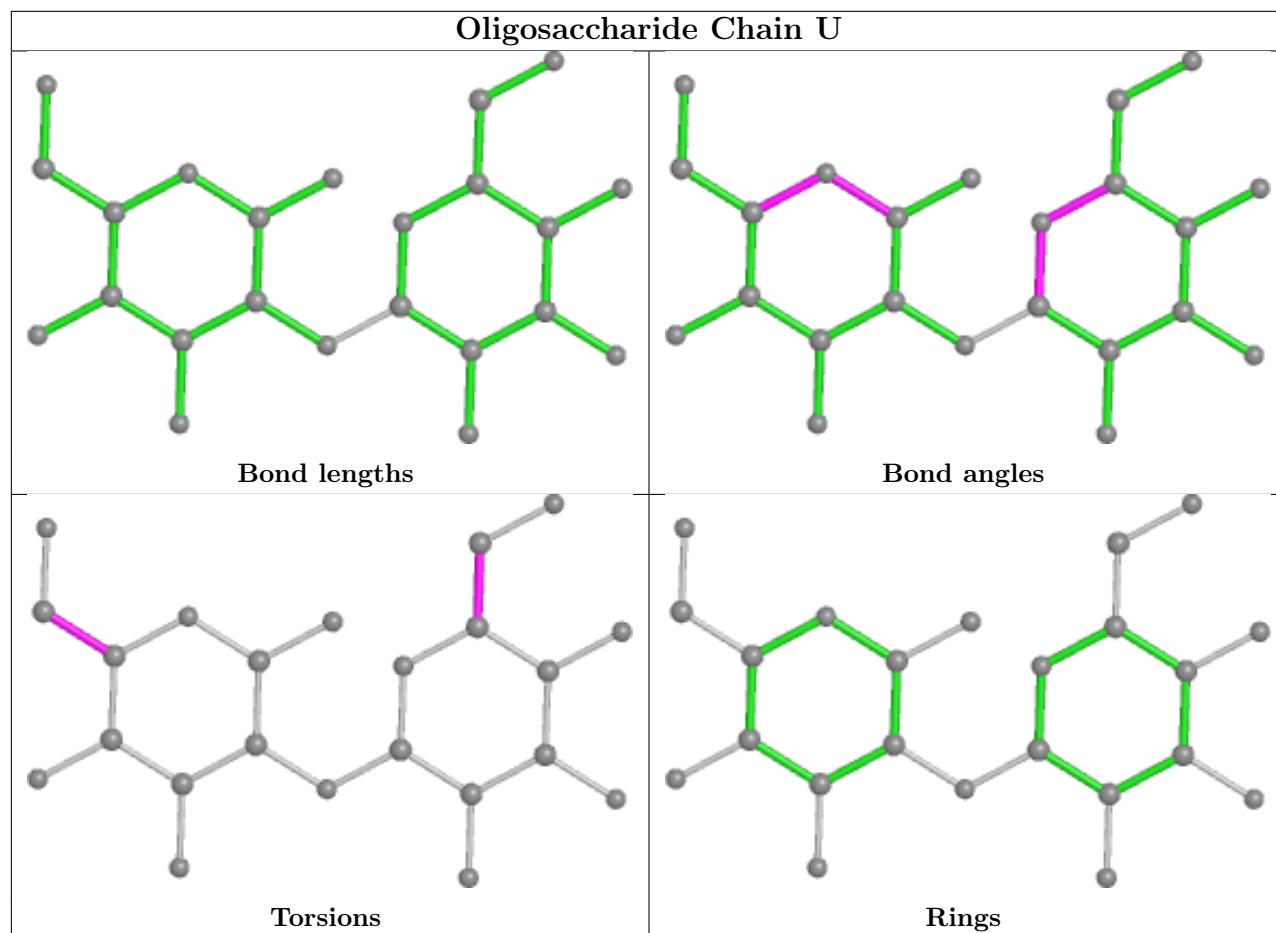 Oligosaccharide Chain U
Bond lengths
Bond angles
Torsions
Rings